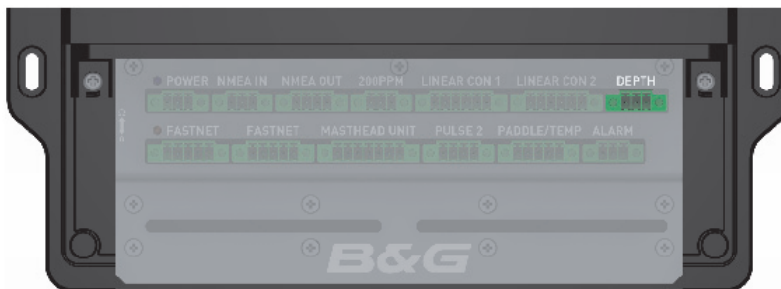 POWER NMEA IN NMEA OUT 200PPM LINEAR CON 1 LINEAR CON 2 DEPTH
FASTNET FASTNET MASTHEAD UNIT PULSE 2 PADDLE/TEMP ALARM
B&G